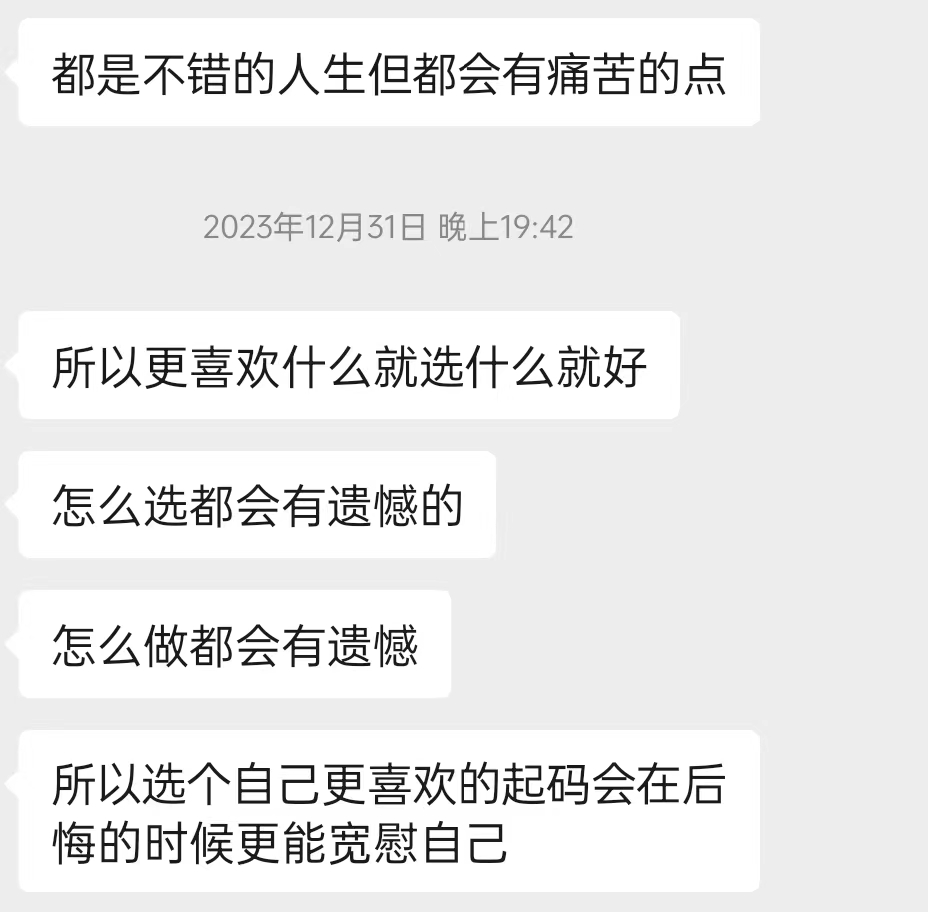 都是不错的人生但都会有痛苦的点
2023年12月31日 晚上19:42
所以更喜欢什么就选什么就好
怎么选都会有遗憾的
怎么做都会有遗憾
所以选个自己更喜欢的起码会在后
悔的时候更能宽慰自己